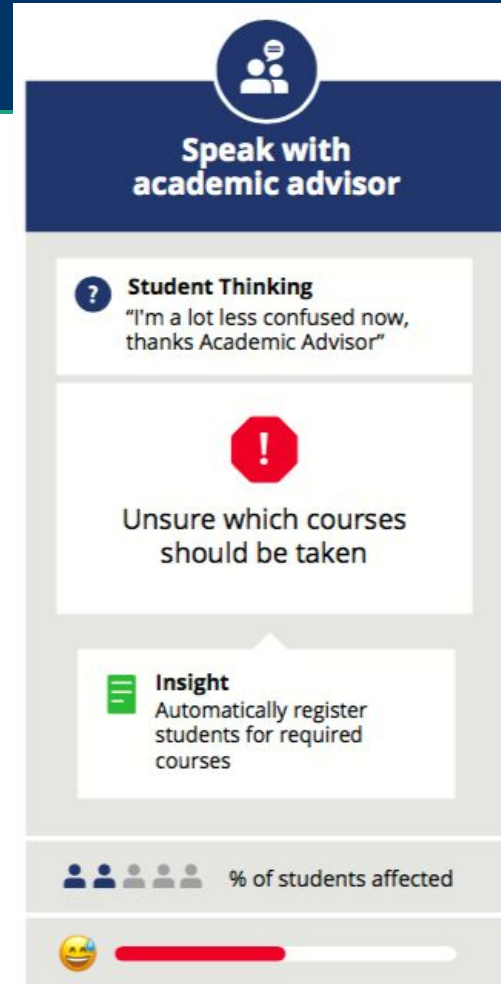 Speak with
academic advisor
?
Student Thinking
“I'm a lot less confused now,
thanks Academic Advisor”
!
Unsure which courses
should be taken
Insight
Automatically register
students for required
courses
% of students affected